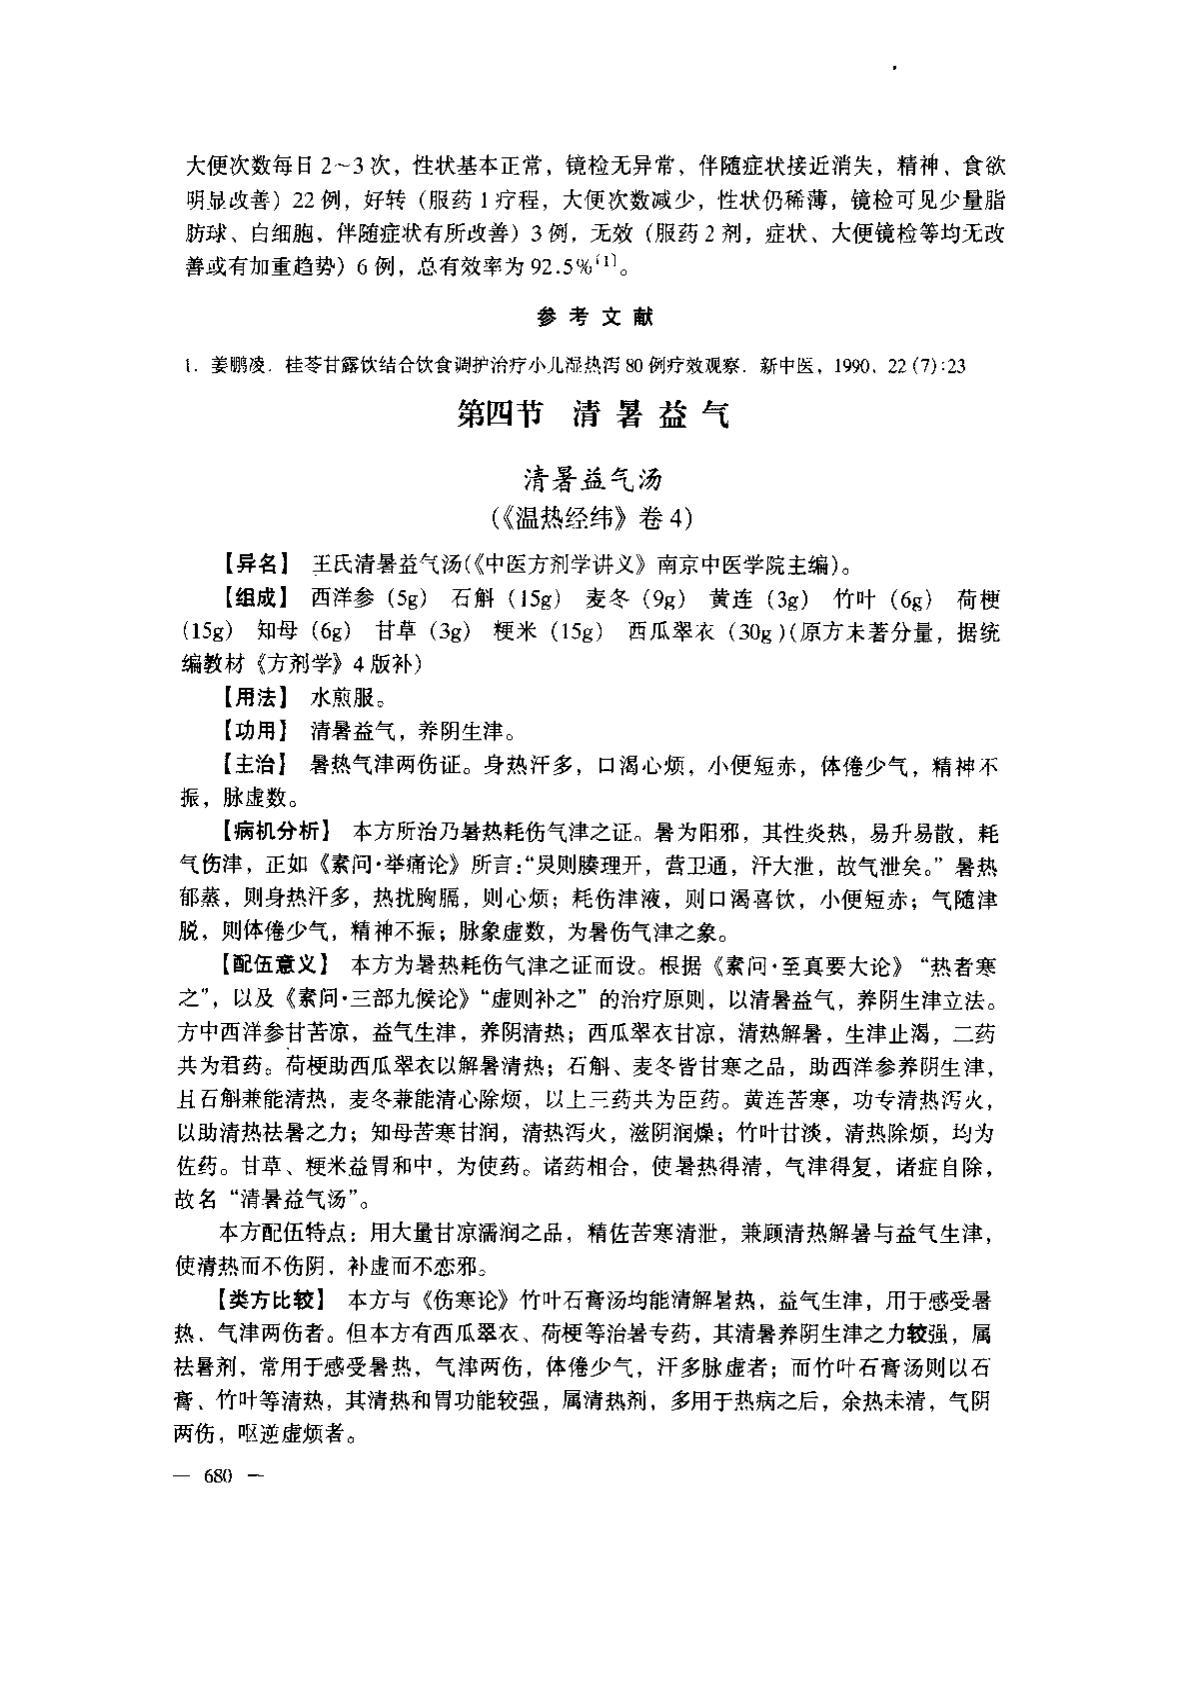 大便次数每日 2～3 次，性状基本正常，镜检无异常，伴随症状接近消失，精神、食欲
明显改善）22 例，好转（服药 1 疗程，大便次数减少，性状仍稀薄，镜检可见少量脂
肪球、白细胞，伴随症状有所改善）3 例，无效（服药 2 剂，症状、大便镜检等均无改
善或有加重趋势）6 例，总有效率为 92.5%[1]。
参 考 文 献
1. 姜鹏凌. 桂苓甘露饮结合饮食调护治疗小儿湿热泻 80 例疗效观察. 新中医，1990，22 (7):23
第四节 清 暑 益 气
清暑益气汤
(《温热经纬》卷 4)
【异名】 王氏清暑益气汤(《中医方剂学讲义》南京中医学院主编)。
【组成】 西洋参（5g） 石斛（15g） 麦冬（9g） 黄连（3g） 竹叶（6g） 荷梗
（15g） 知母（6g） 甘草（3g） 粳米（15g） 西瓜翠衣（30g）(原方未著分量，据统
编教材《方剂学》4 版补)
【用法】 水煎服。
【功用】 清暑益气，养阴生津。
【主治】 暑热气津两伤证。身热汗多，口渴心烦，小便短赤，体倦少气，精神不
振，脉虚数。
【病机分析】 本方所治乃暑热耗伤气津之证。暑为阳邪，其性炎热，易升易散，耗
气伤津，正如《素问·举痛论》所言：“炅则腠理开，营卫通，汗大泄，故气泄矣。”暑热
郁蒸，则身热汗多，热扰胸膈，则心烦；耗伤津液，则口渴喜饮，小便短赤；气随津
脱，则体倦少气，精神不振；脉象虚数，为暑伤气津之象。
【配伍意义】 本方为暑热耗伤气津之证而设。根据《素问·至真要大论》“热者寒
之”，以及《素问·三部九候论》“虚则补之”的治疗原则，以清暑益气，养阴生津立法。
方中西洋参甘苦凉，益气生津，养阴清热；西瓜翠衣甘凉，清热解暑，生津止渴，二药
共为君药。荷梗助西瓜翠衣以解暑清热；石斛、麦冬皆甘寒之品，助西洋参养阴生津，
且石斛兼能清热，麦冬兼能清心除烦，以上三药共为臣药。黄连苦寒，功专清热泻火，
以助清热祛暑之力；知母苦寒甘润，清热泻火，滋阴润燥；竹叶甘淡，清热除烦，均为
佐药。甘草、粳米益胃和中，为使药。诸药相合，使暑热得清，气津得复，诸症自除，
故名“清暑益气汤”。
本方配伍特点：用大量甘凉濡润之品，精佐苦寒清泄，兼顾清热解暑与益气生津，
使清热而不伤阴，补虚而不恋邪。
【类方比较】 本方与《伤寒论》竹叶石膏汤均能清解暑热，益气生津，用于感受暑
热、气津两伤者。但本方有西瓜翠衣、荷梗等治暑专药，其清暑养阴生津之力较强，属
祛暑剂，常用于感受暑热，气津两伤，体倦少气，汗多脉虚者；而竹叶石膏汤则以石
膏、竹叶等清热，其清热和胃功能较强，属清热剂，多用于热病之后，余热未清，气阴
两伤，呕逆虚烦者。
— 680 —